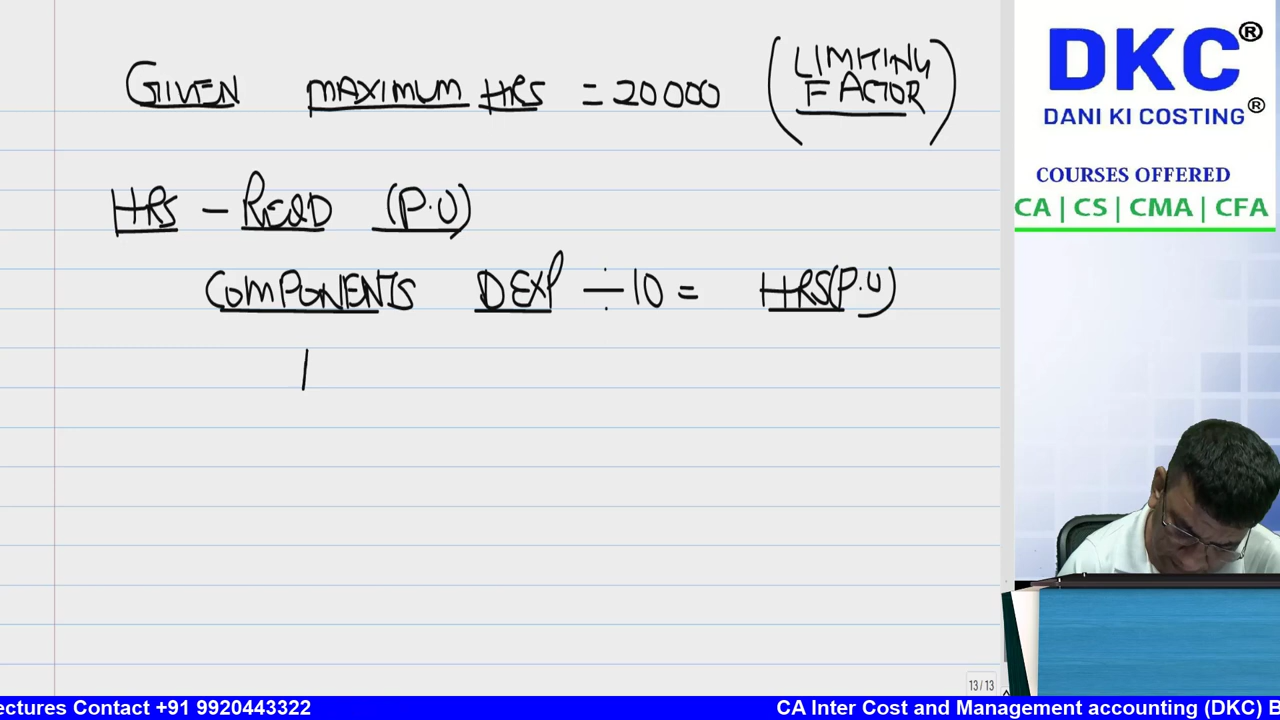 GIVEN MAXIMUM HRS = 20000 (LIMITING FACTOR)
HRS - REQD (P.U)
COMPONENTS D EXP ÷ 10 = HRS(P.U)
1
13/13
DKC®
DANI KI COSTING®
COURSES OFFERED
CA | CS | CMA | CFA
ectures Contact +91 9920443322
CA Inter Cost and Management accounting (DKC) B